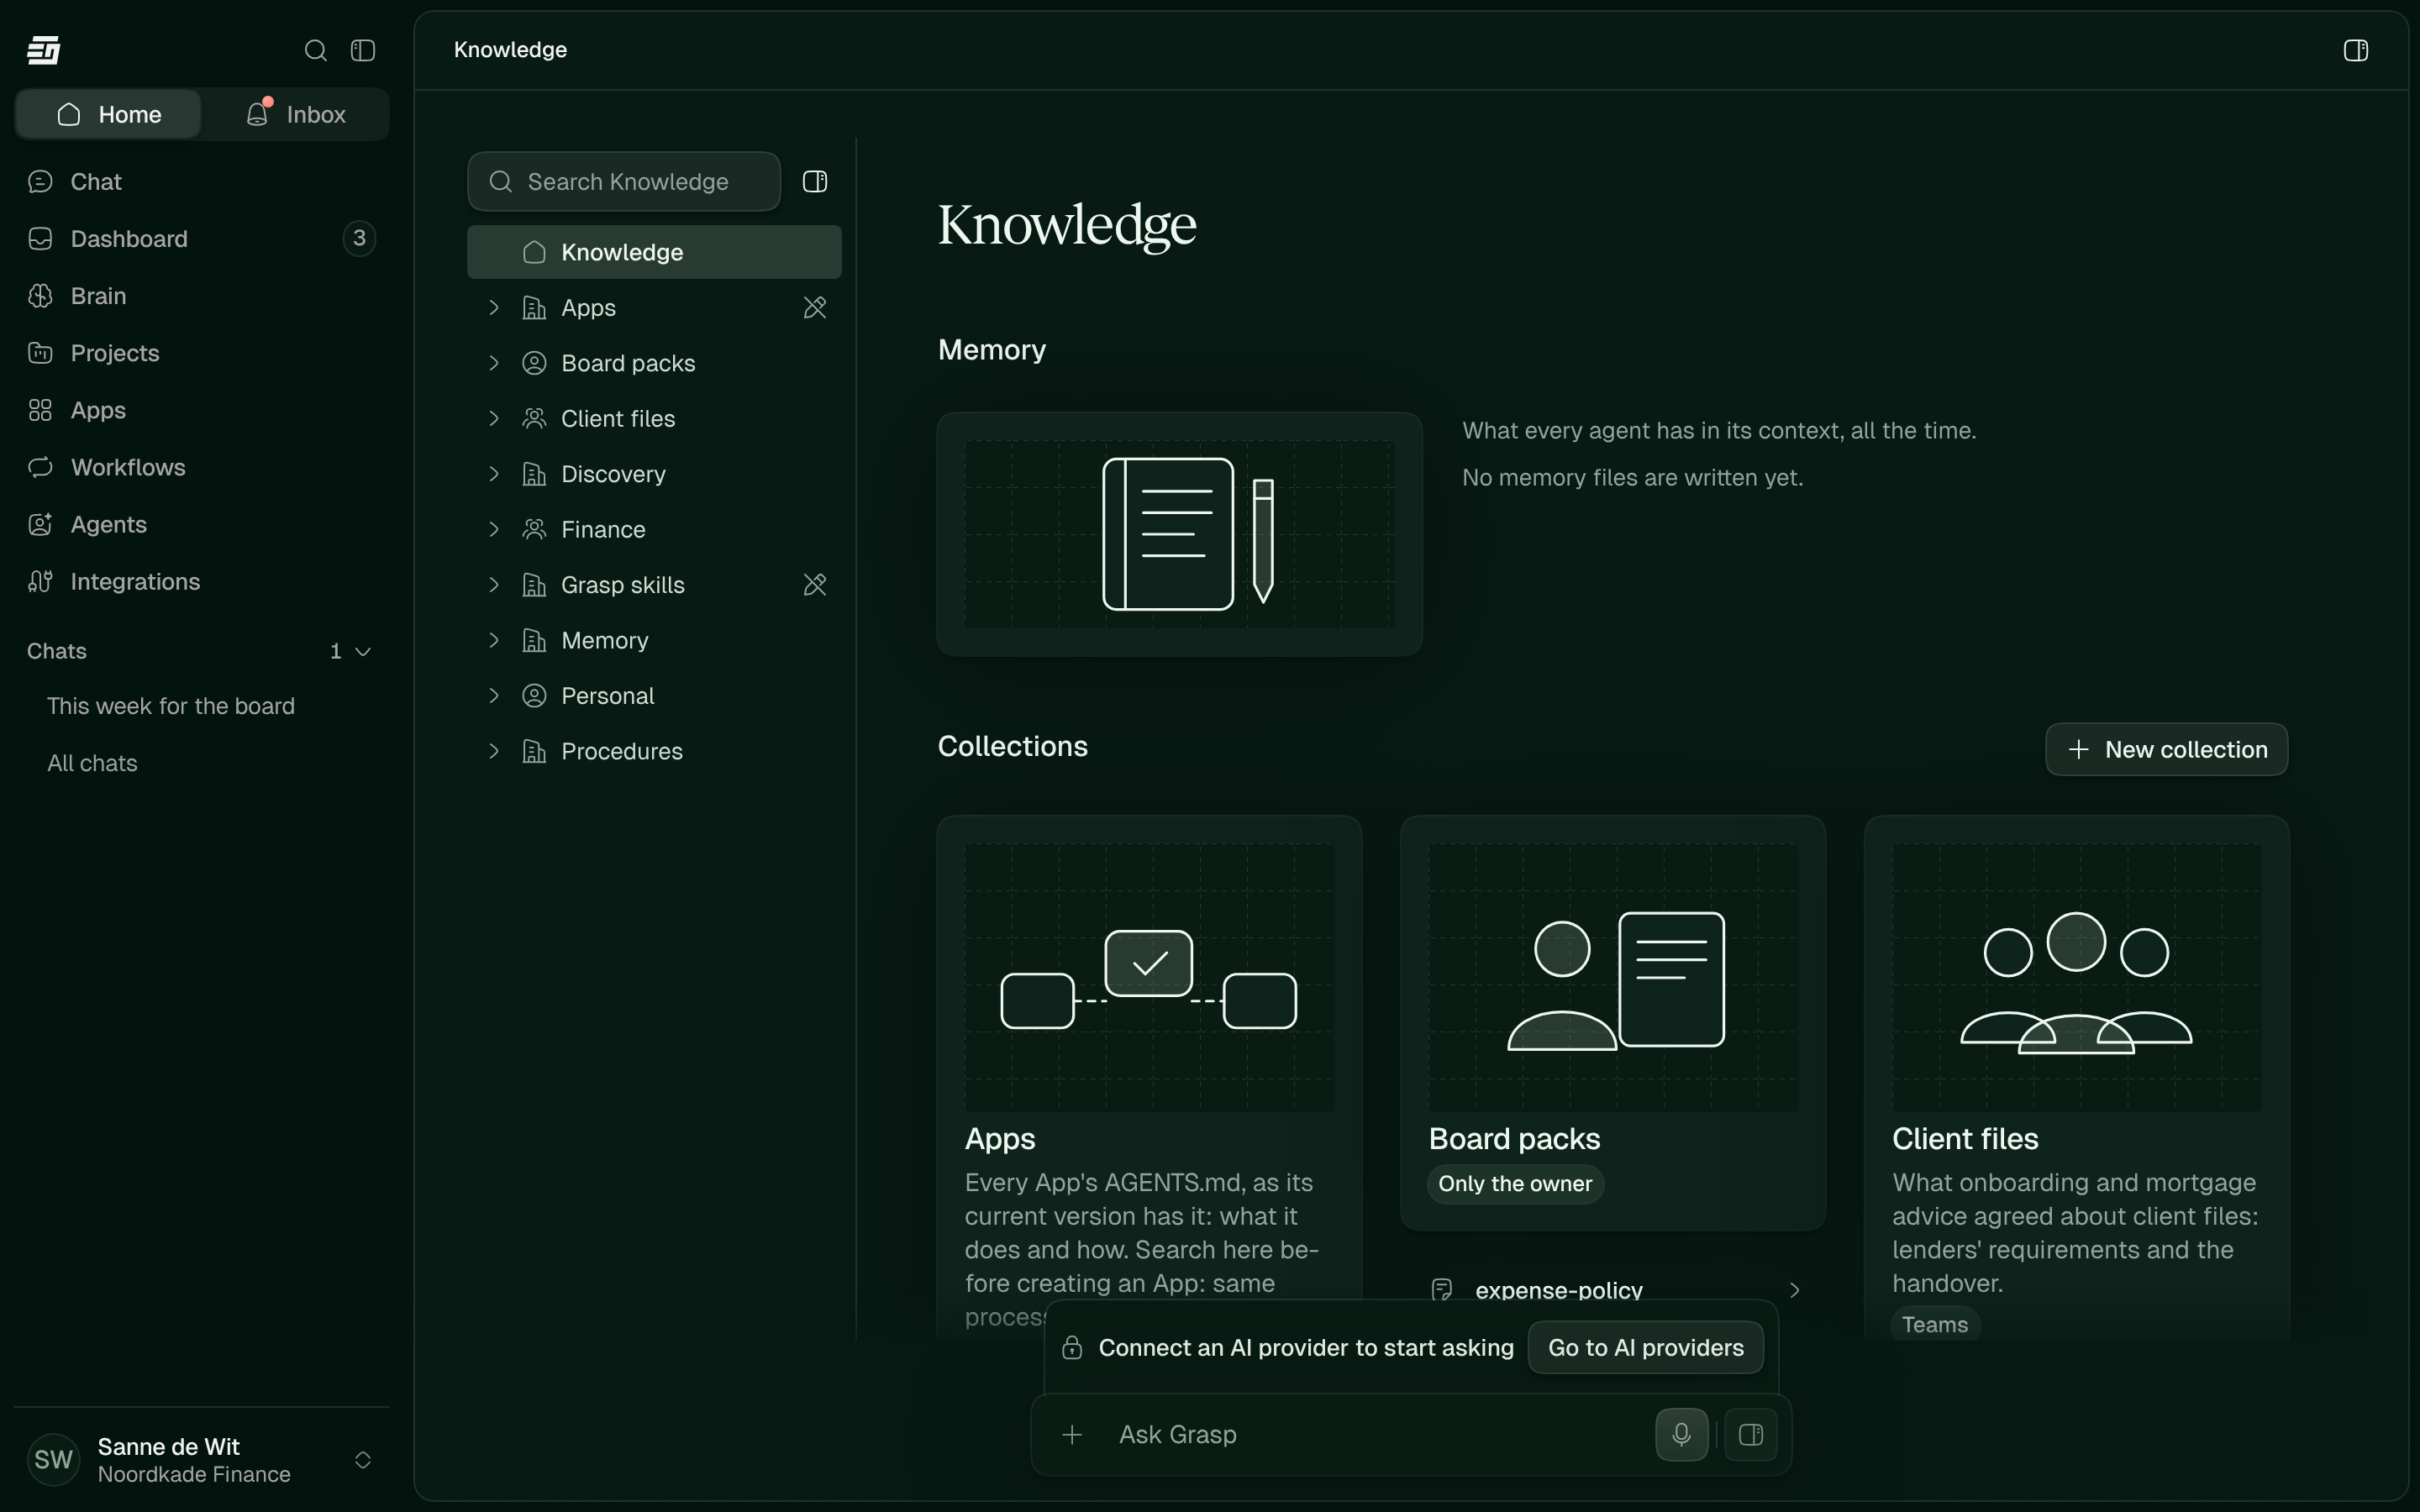 Home
Inbox
Chat
Dashboard
3
Brain
Projects
Apps
Workflows
Agents
Integrations
Chats
1
This week for the board
All chats
SW
Sanne de Wit
Noordkade Finance
Knowledge
Search Knowledge
Knowledge
Apps
Board packs
Client files
Discovery
Finance
Grasp skills
Memory
Personal
Procedures
Knowledge
Memory
What every agent has in its context, all the time.
No memory files are written yet.
Collections
New collection
Apps
Every App's AGENTS.md, as its
current version has it: what it
does and how. Search here be-
fore creating an App: same
process
Board packs
Only the owner
expense-policy
Client files
What onboarding and mortgage
advice agreed about client files:
lenders' requirements and the
handover.
Teams
Connect an AI provider to start asking
Go to AI providers
Ask Grasp